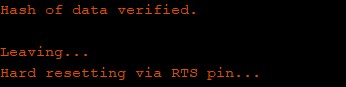 Hash of data verified.
Leaving...
Hard resetting via RTS pin...